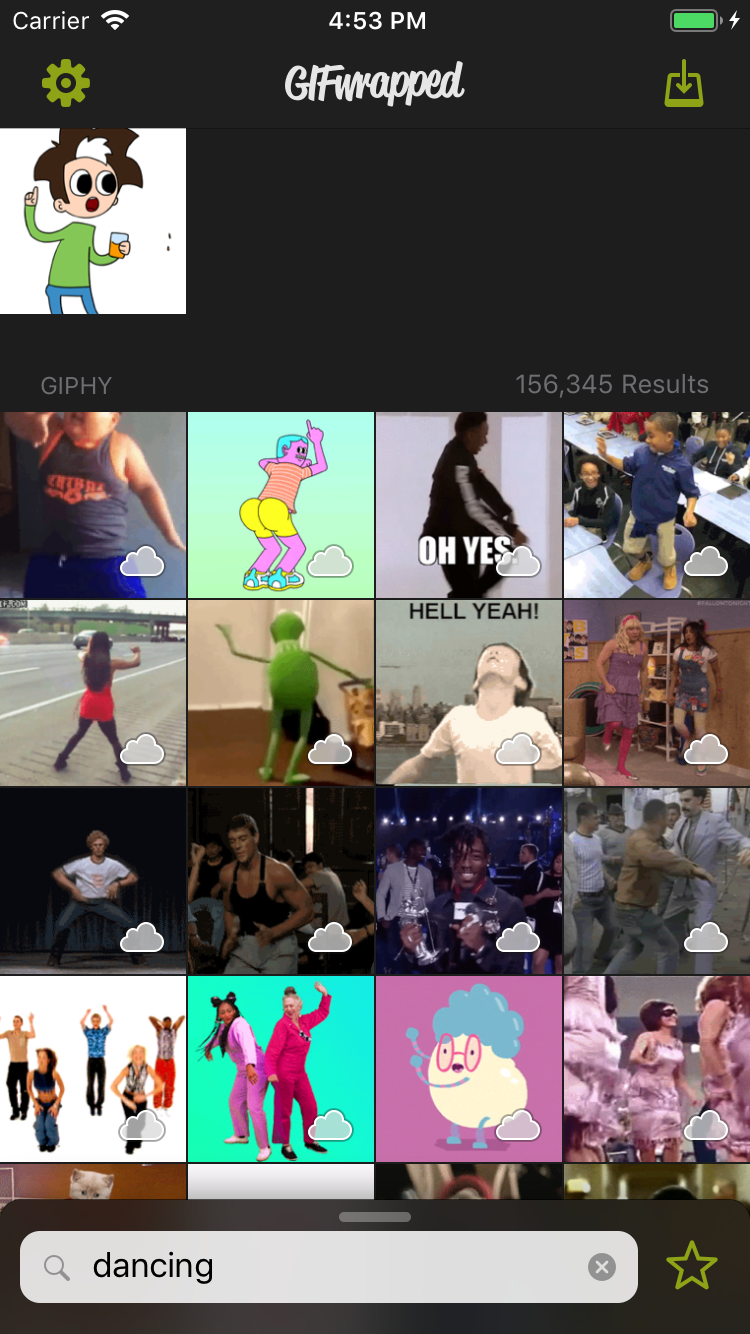 Carrier 4:53 PM
GIFwrapped
GIPHY 156,345 Results
OH YES.
HELL YEAH!
dancing